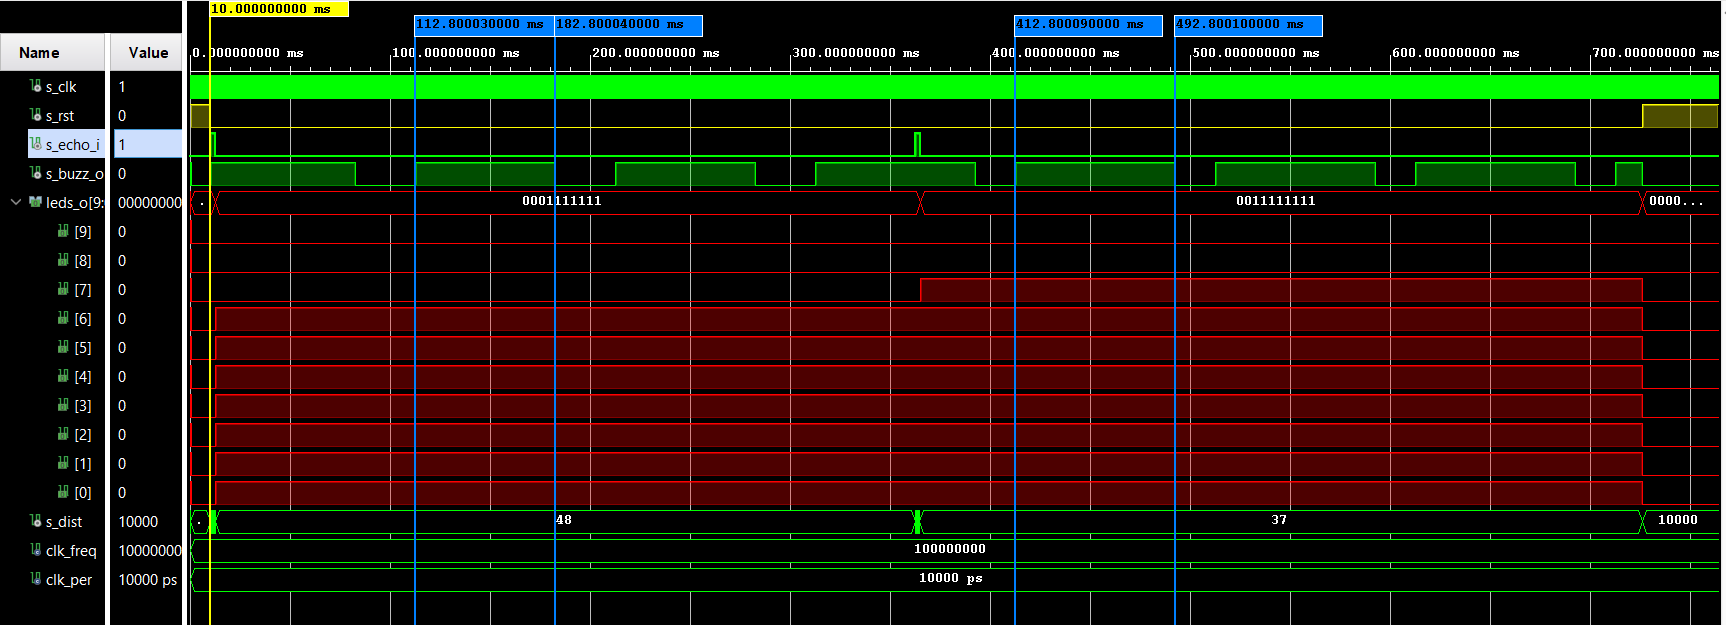 10.000000000 ms
112.800030000 ms 182.800040000 ms 412.800090000 ms 492.800100000 ms
Name Value 0.000000000 ms 100.000000000 ms 200.000000000 ms 300.000000000 ms 400.000000000 ms 500.000000000 ms 600.000000000 ms 700.000000000 ms
s_clk 1
s_rst 0
s_echo_i 1
s_buzz_o 0
leds_o[9: 00000000 . 0001111111 0011111111 0000...
[9] 0
[8] 0
[7] 0
[6] 0
[5] 0
[4] 0
[3] 0
[2] 0
[1] 0
[0] 0
s_dist 10000 . 48 37 10000
clk_freq 10000000 100000000
clk_per 10000 ps 10000 ps